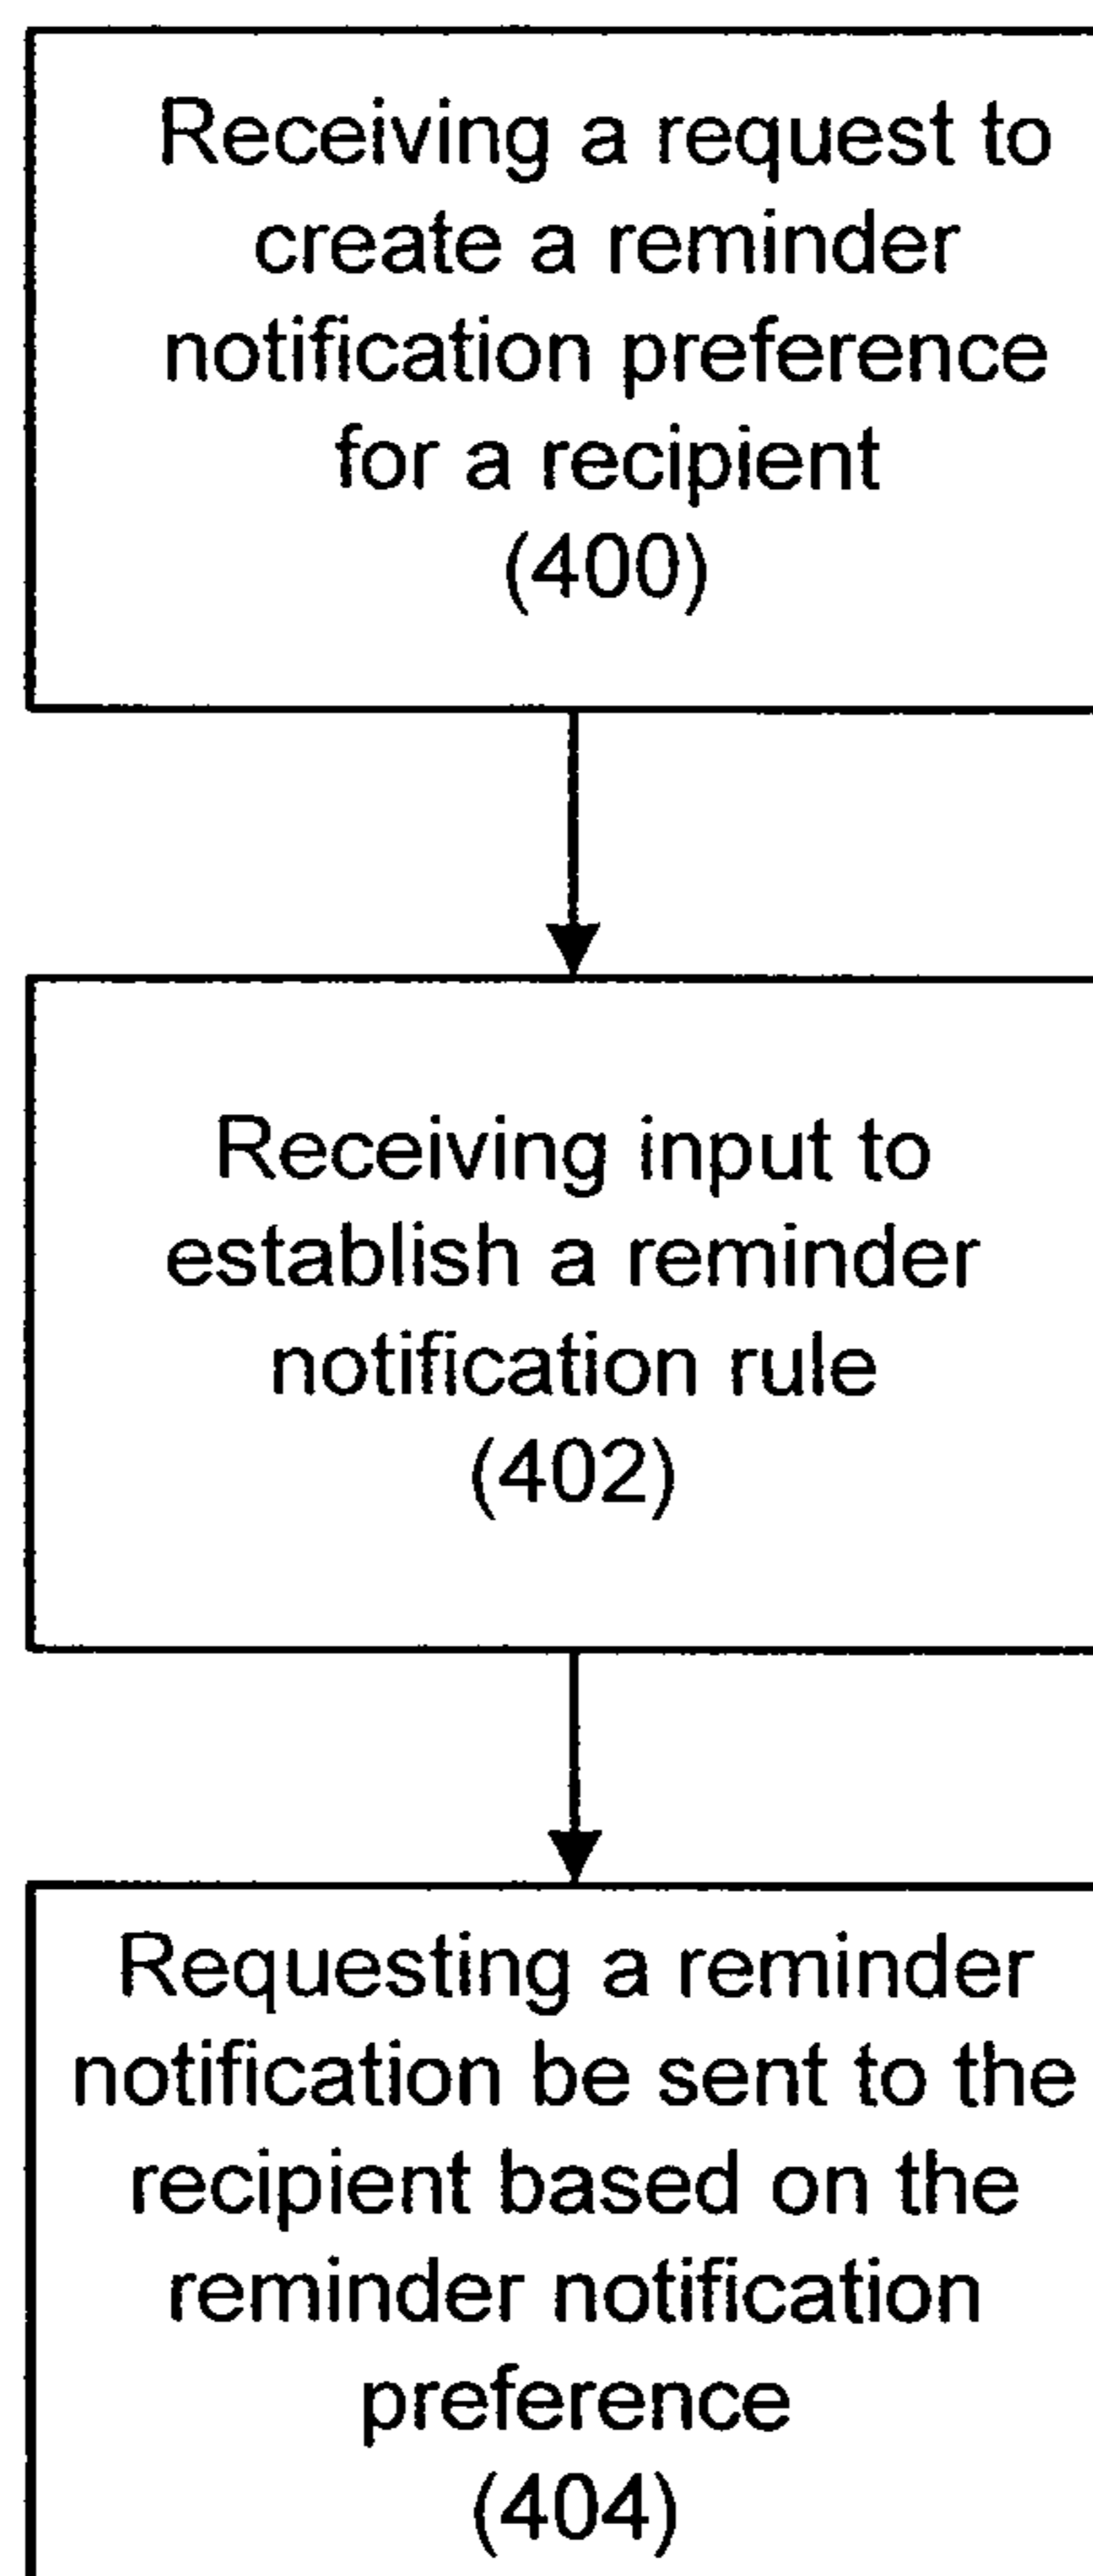 Receiving a request to
create a reminder
notification preference
for a recipient
(400)
Receiving input to
establish a reminder
notification rule
(402)
Requesting a reminder
notification be sent to the
recipient based on the
reminder notification
preference
(404)